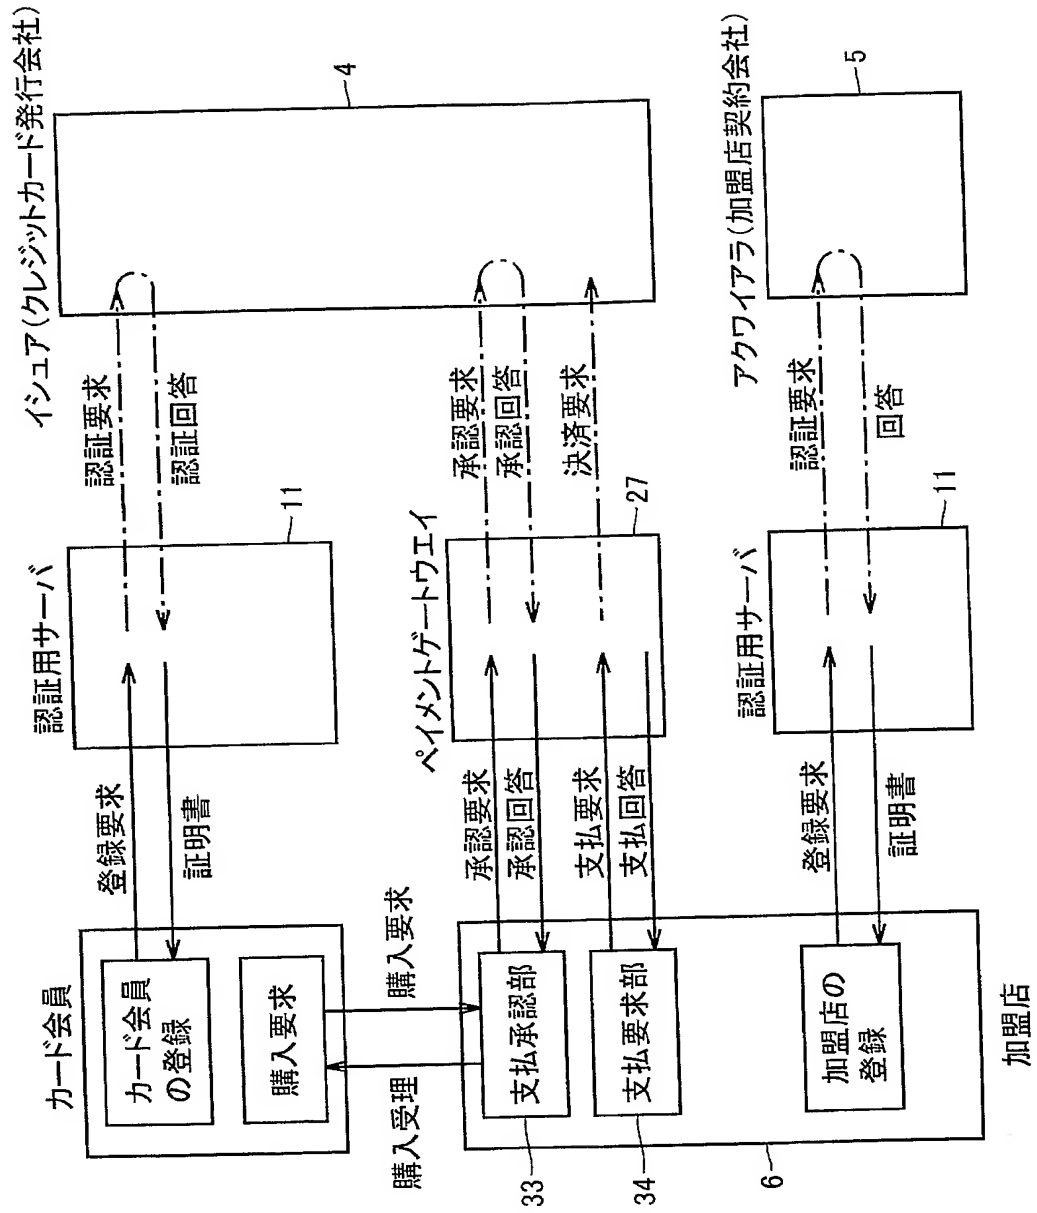 カード会員
カード会員
の登録
購入要求
登録要求
証明書
認証用サーバ
11
認証要求
認証回答
イシュア(クレジットカード発行会社)
4
購入要求
購入受理
支払承認部
33
支払要求部
34
承認要求
承認回答
支払要求
支払回答
ペイメントゲートウエイ
27
承認要求
承認回答
決済要求
加盟店の
登録
6
加盟店
登録要求
証明書
認証用サーバ
11
認証要求
回答
アクワイアラ(加盟店契約会社)
5